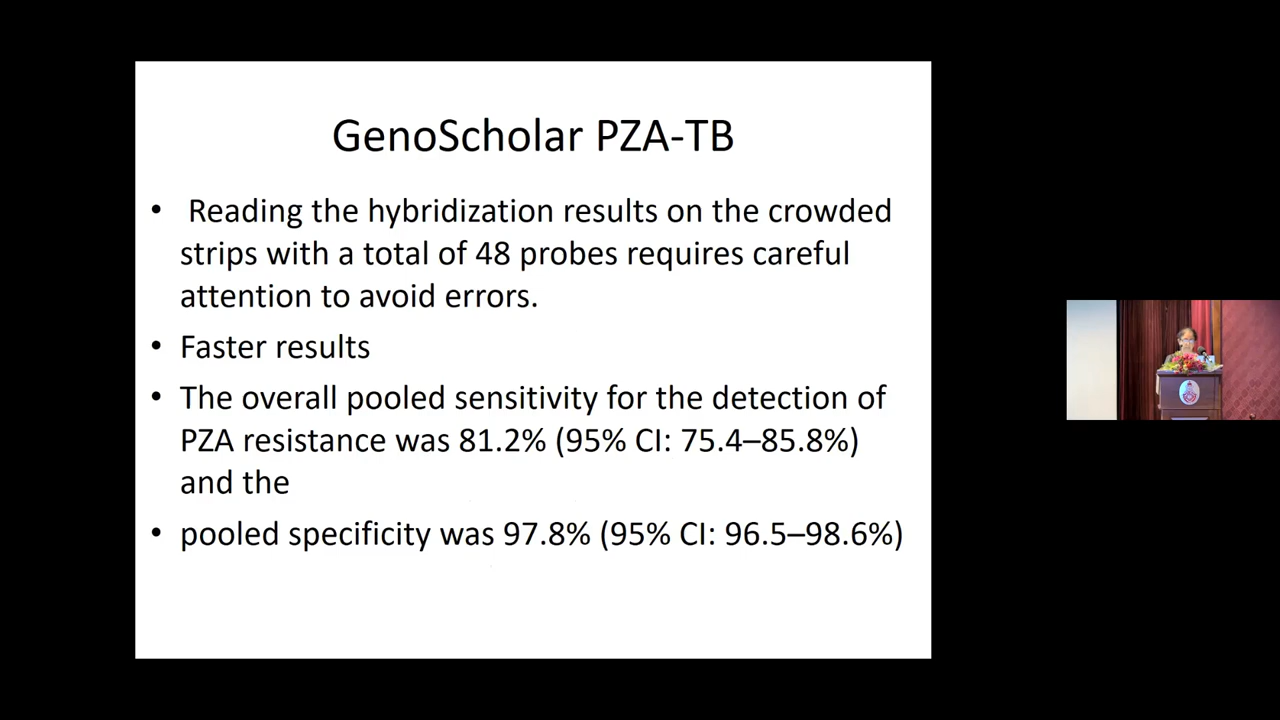 GenoScholar PZA-TB
• Reading the hybridization results on the crowded
strips with a total of 48 probes requires careful
attention to avoid errors.
• Faster results
• The overall pooled sensitivity for the detection of
PZA resistance was 81.2% (95% CI: 75.4–85.8%)
and the
• pooled specificity was 97.8% (95% CI: 96.5–98.6%)